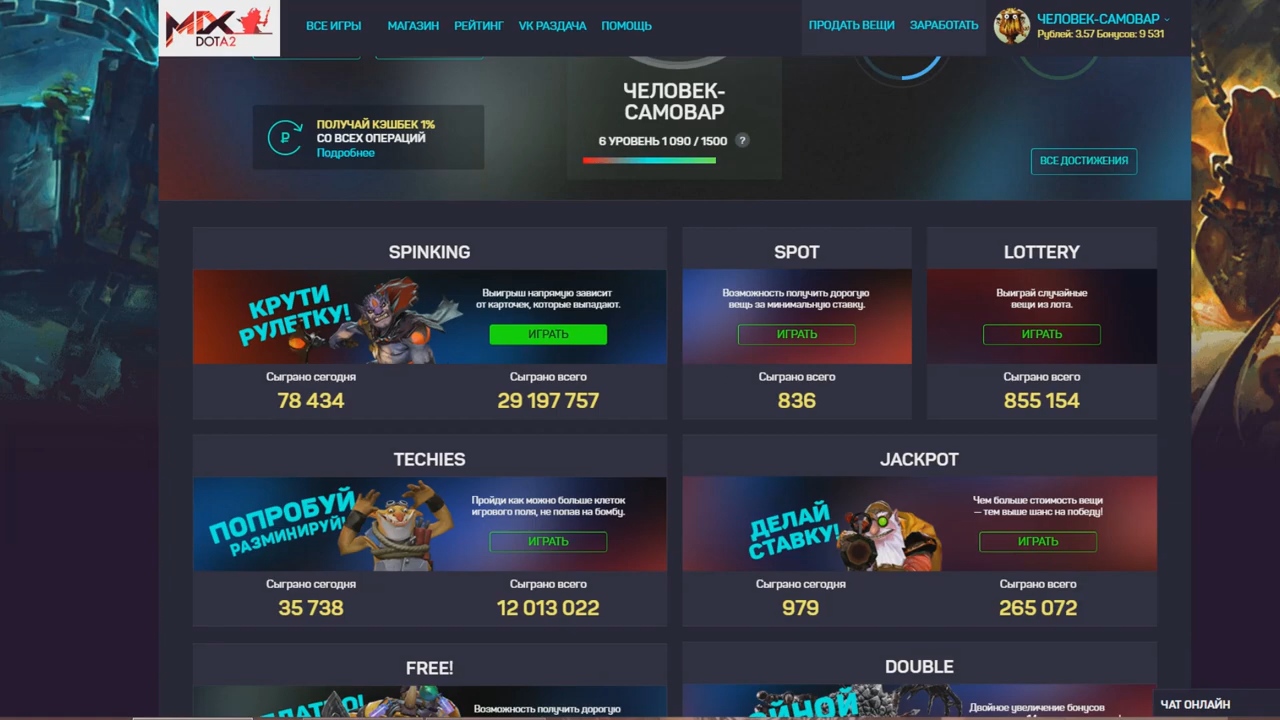 MIX
DOTA2
ВСЕ ИГРЫ
МАГАЗИН
РЕЙТИНГ
VK РАЗДАЧА
ПОМОЩЬ
ПРОДАТЬ ВЕЩИ
ЗАРАБОТАТЬ
ЧЕЛОВЕК-САМОВАР
Рублей: 3.57 Бонусов: 9 531
ПОЛУЧАЙ КЭШБЕК 1%
СО ВСЕХ ОПЕРАЦИЙ
Подробнее
ЧЕЛОВЕК-
САМОВАР
6 УРОВЕНЬ 1 090 / 1500 ?
ВСЕ ДОСТИЖЕНИЯ
SPINKING
КРУТИ
РУЛЕТКУ!
Выигрыш напрямую зависит
от карточек, которые выпадают.
ИГРАТЬ
Сыграно сегодня
78 434
Сыграно всего
29 197 757
SPOT
Возможность получить дорогую
вещь за минимальную ставку.
ИГРАТЬ
Сыграно всего
836
LOTTERY
Выиграй случайные
вещи из лота.
ИГРАТЬ
Сыграно всего
855 154
TECHIES
ПОПРОБУЙ
РАЗМИНИРУЙ!
Пройди как можно больше клеток
игрового поля, не попав на бомбу.
ИГРАТЬ
Сыграно сегодня
35 738
Сыграно всего
12 013 022
JACKPOT
ДЕЛАЙ
СТАВКУ!
Чем больше стоимость вещи
— тем выше шанс на победу!
ИГРАТЬ
Сыграно сегодня
979
Сыграно всего
265 072
FREE!
Возможность получить дорогую
DOUBLE
Двойное увеличение бонусов
ЧАТ ОНЛАЙН